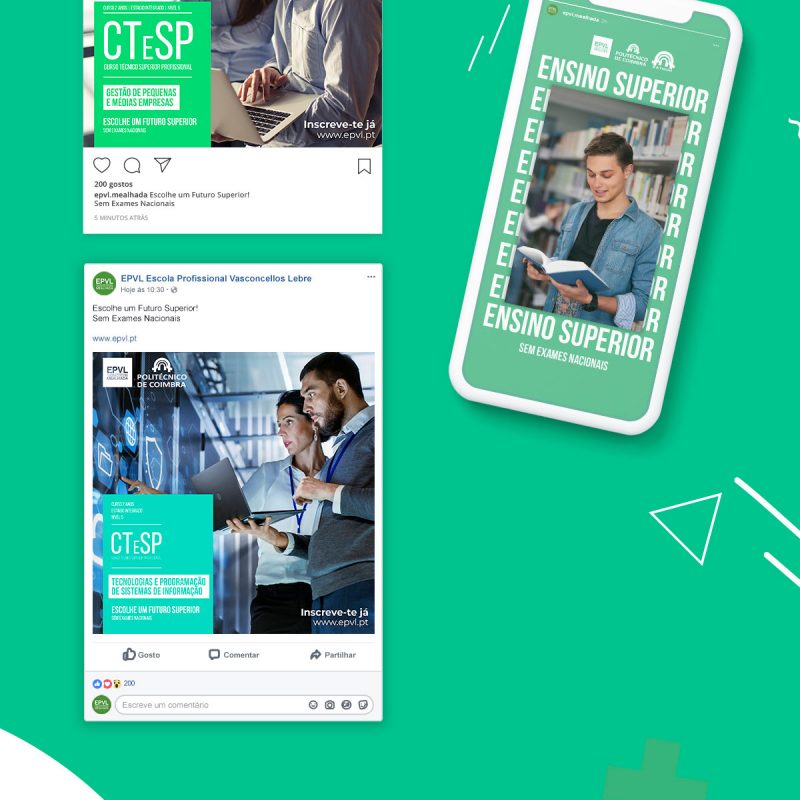 CURSO 2 ANOS | ESTÁGIO INTEGRADO | NÍVEL 5
CTeSP
CURSO TÉCNICO SUPERIOR PROFISSIONAL
GESTÃO DE PEQUENAS
E MÉDIAS EMPRESAS
ESCOLHE UM FUTURO SUPERIOR
SEM EXAMES NACIONAIS
Inscreve-te já
www.epvl.pt
200 gostos
epvl.mealhada Escolhe um Futuro Superior!
Sem Exames Nacionais
5 MINUTOS ATRÁS
EPVL
EPVL Escola Profissional Vasconcellos Lebre
Hoje às 10:30
Escolhe um Futuro Superior!
Sem Exames Nacionais
www.epvl.pt
EPVL
MEALHADA
POLITÉCNICO
DE COIMBRA
CURSO 2 ANOS
ESTÁGIO INTEGRADO
NÍVEL 5
CTeSP
TECNOLOGIAS E PROGRAMAÇÃO
DE SISTEMAS DE INFORMAÇÃO
ESCOLHE UM FUTURO SUPERIOR
SEM EXAMES NACIONAIS
Inscreve-te já
www.epvl.pt
Gosto
Comentar
Partilhar
200
EPVL
Escreve um comentário
epvl.mealhada 2h
EPVL
POLITÉCNICO
DE COIMBRA
ENSINO SUPERIOR
E R
E R
E R
E R
E R
E R
E R
ENSINO SUPERIOR
SEM EXAMES NACIONAIS